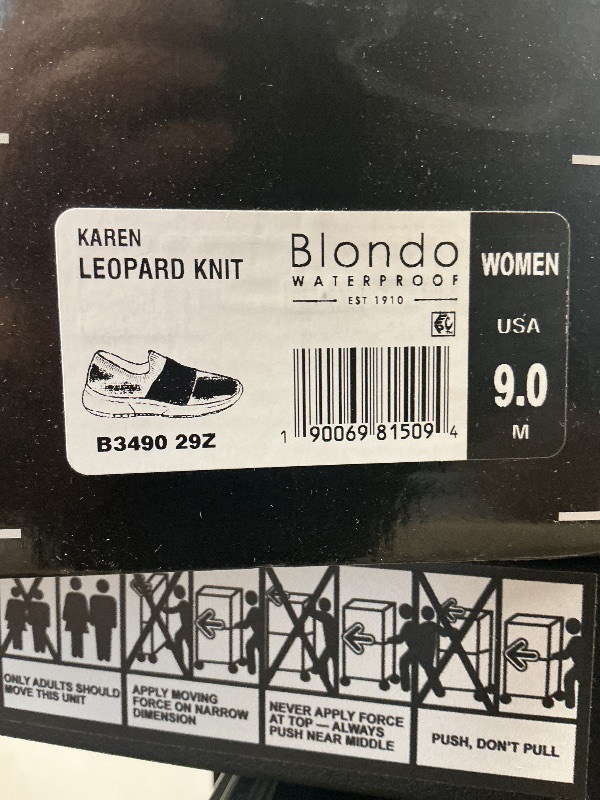 KAREN
LEOPARD KNIT
Blondo
WATERPROOF
EST 1910
B3490 29Z
1 90069 81509 4
WOMEN
USA
9.0
M
ONLY ADULTS SHOULD
MOVE THIS UNIT
APPLY MOVING
FORCE ON NARROW
DIMENSION
NEVER APPLY FORCE
AT TOP — ALWAYS
PUSH NEAR MIDDLE
PUSH, DON'T PULL